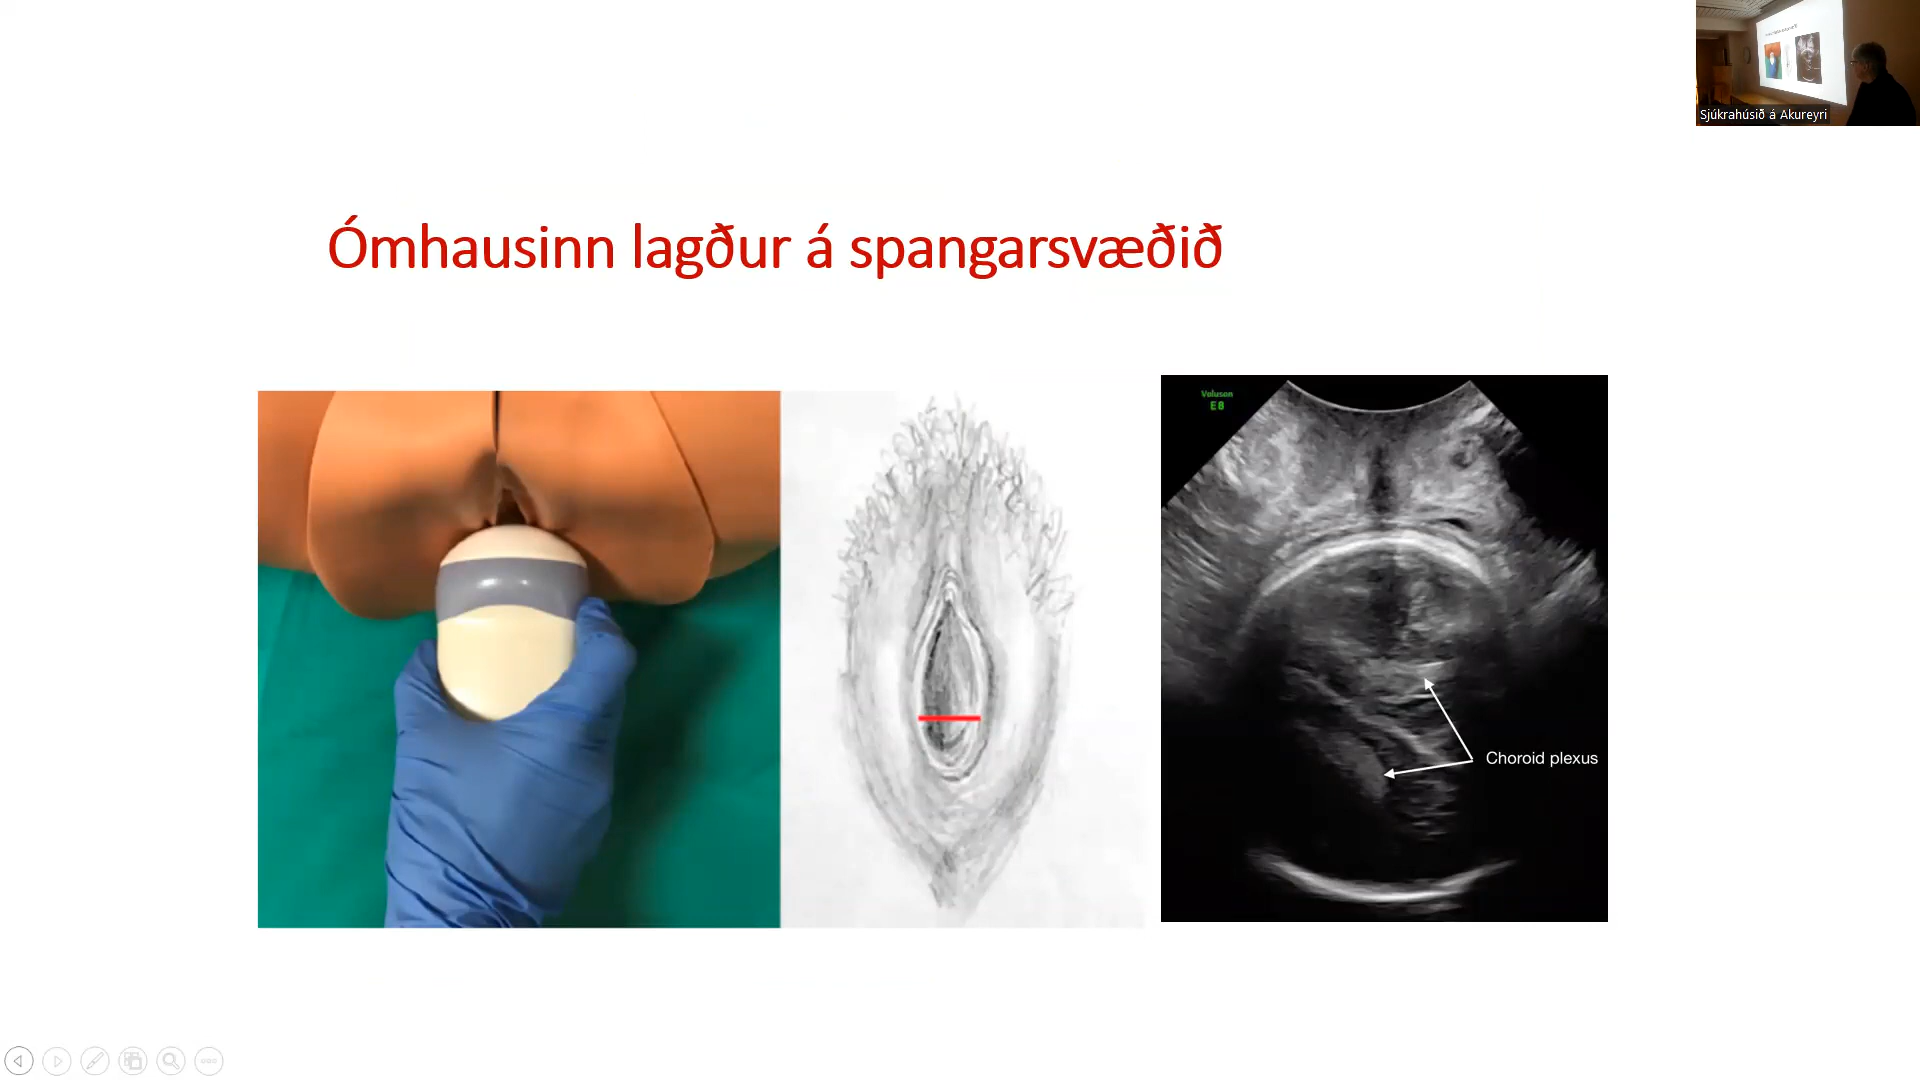 Sjúkrahúsið á Akureyri
Ómhausinn lagður á spangarsvæðið
Voluson
E8
Choroid plexus